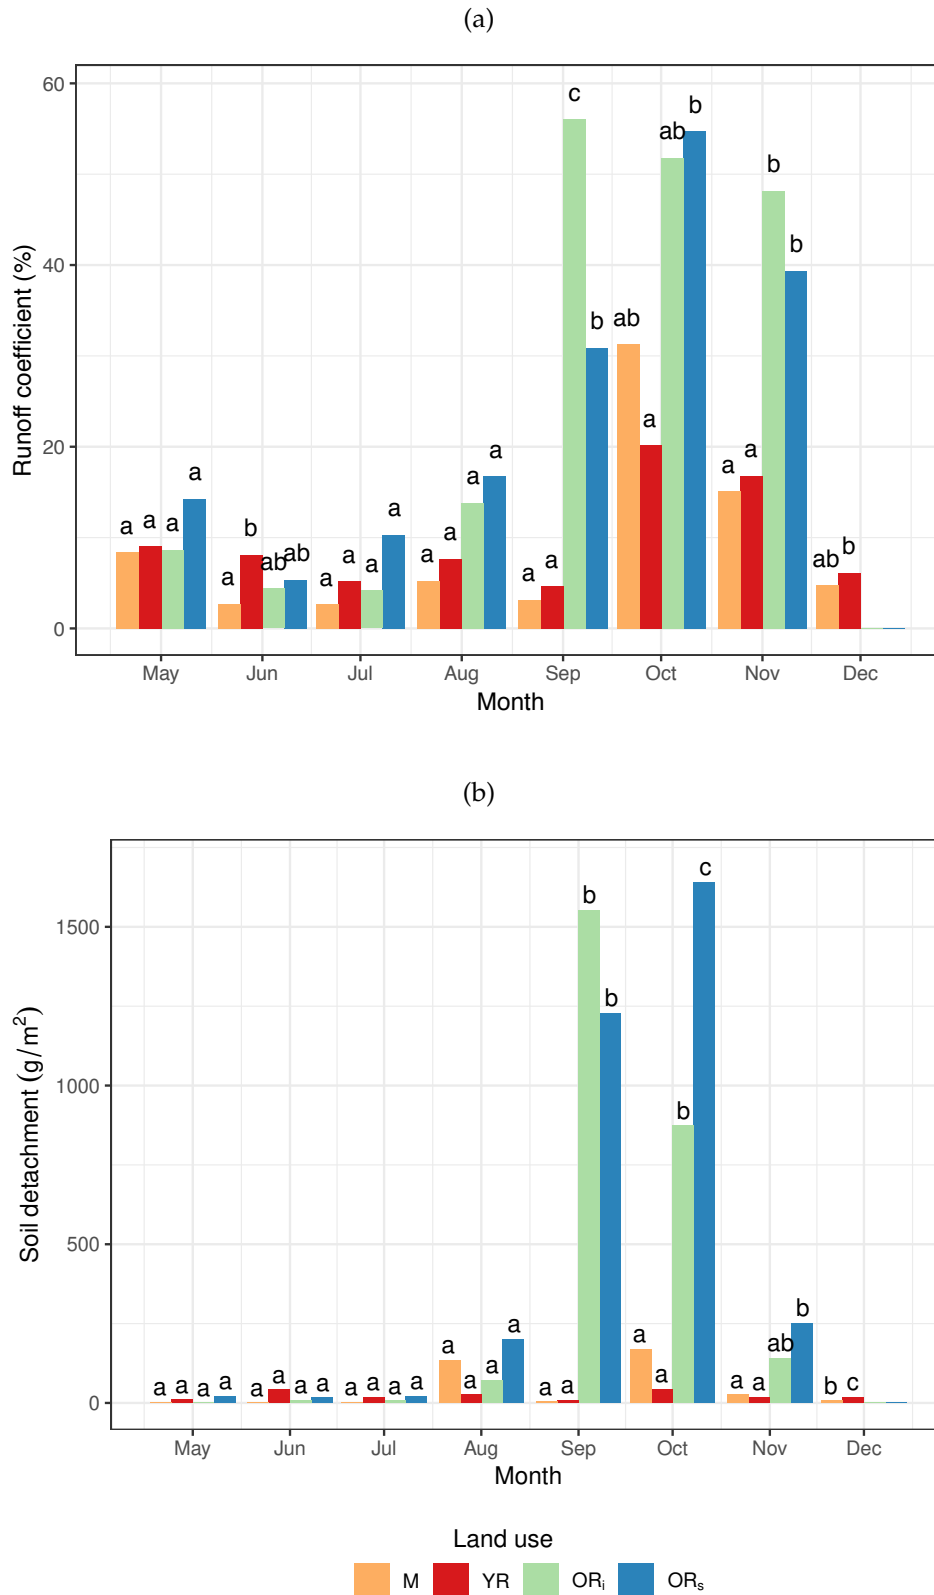 (a)
60
40
20
0
Runoff coefficient (%)
a a a a
a b ab ab
a a a a
a a a a
a a c b
ab a ab b
a a b b
ab b
May Jun Jul Aug Sep Oct Nov Dec
Month
(b)
1500
1000
500
0
Soil detachment (g/m²)
a a a a
a a a a
a a a a
a a a a
a a b b
a a b c
a a ab b
b c
May Jun Jul Aug Sep Oct Nov Dec
Month
Land use
M YR ORi ORs